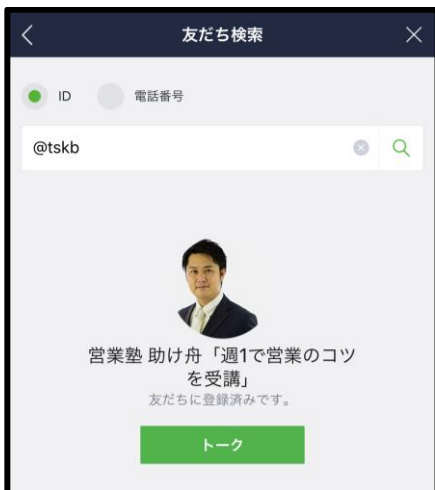 友だち検索
ID 電話番号
@tskb
営業塾 助け舟「週1で営業のコツ
を受講」
友だちに登録済みです。
トーク